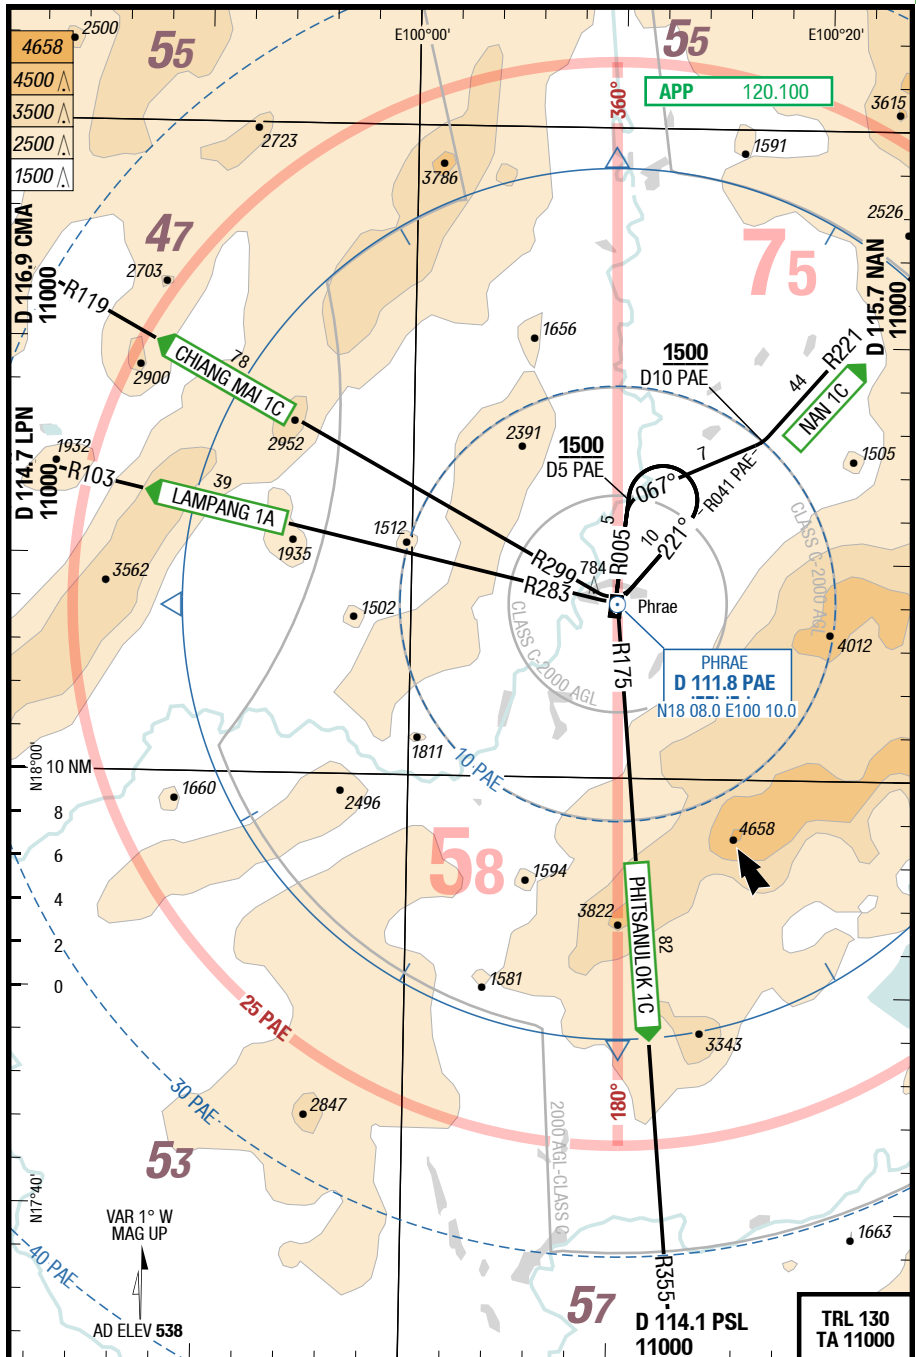 2500
55
E100°00'
55
E100°20'
4658
4500
3500
2500
1500
APP 120.100
360°
3615
2723
3786
1591
D 116.9 CMA
11000
47
2703
75
2526
D 115.7 NAN
11000
R119
1656
1500
D10 PAE
R221
78
CHIANG MAI 1C
2900
44
NAN 1C
D 114.7 LPN
11000
1932
2952
2391
1500
D5 PAE
7
1505
R103
39
LAMPANG 1A
067°
R041 PAE
1512
5
10
221°
CLASS C-2000 AGL
1935
R005
R299
R283
784
3562
1502
Phrae
CLASS C-2000 AGL
4012
R175
PHRAE
D 111.8 PAE
N18 08.0 E100 10.0
N18°00'
10 NM
1811
10 PAE
1660
2496
8
4658
6
58
1594
4
3822
PHITSANULOK 1C
82
2
0
1581
25 PAE
3343
30 PAE
2847
180°
2000 AGL-CLASS C
53
N17°40'
VAR 1° W
MAG UP
1663
40 PAE
R355
57
D 114.1 PSL
11000
AD ELEV 538
TRL 130
TA 11000